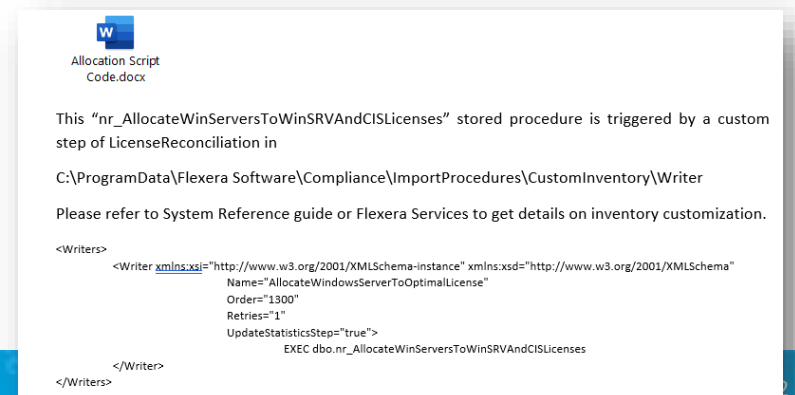 W
Allocation Script
Code.docx
This “nr_AllocateWinServersToWinSRVAndCISLicenses” stored procedure is triggered by a custom
step of LicenseReconciliation in
C:\ProgramData\Flexera Software\Compliance\ImportProcedures\CustomInventory\Writer
Please refer to System Reference guide or Flexera Services to get details on inventory customization.
<Writers>
<Writer xmlns:xsi="http://www.w3.org/2001/XMLSchema-instance" xmlns:xsd="http://www.w3.org/2001/XMLSchema"
Name="AllocateWindowsServerToOptimalLicense"
Order="1300"
Retries="1"
UpdateStatisticsStep="true">
EXEC dbo.nr_AllocateWinServersToWinSRVAndCISLicenses
</Writer>
</Writers>